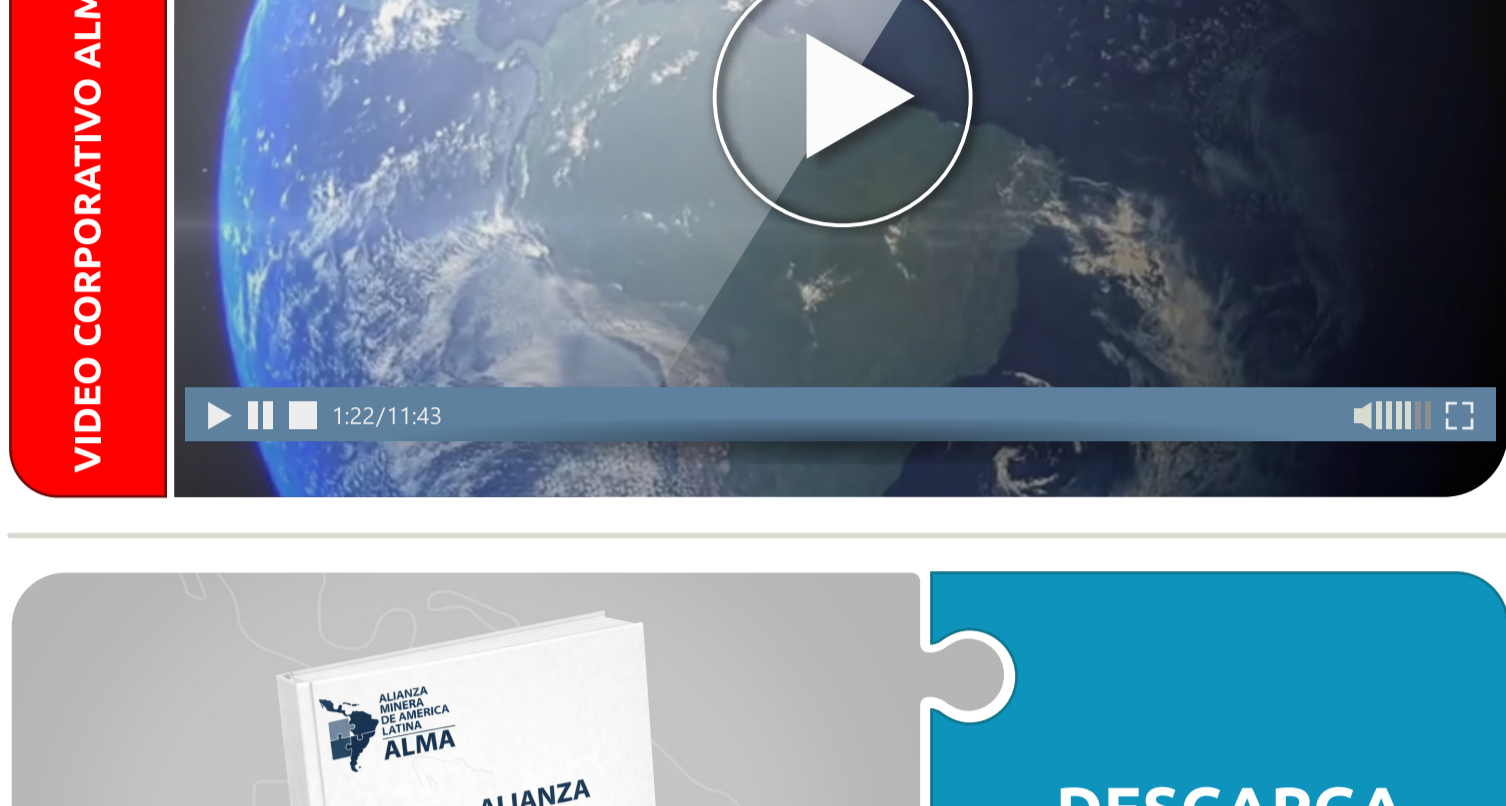 VIDEO CORPORATIVO ALM
1:22/11:43
ALIANZA
MINERA
DE AMERICA
LATINA
ALMA
ALIANZA
DESCARGA